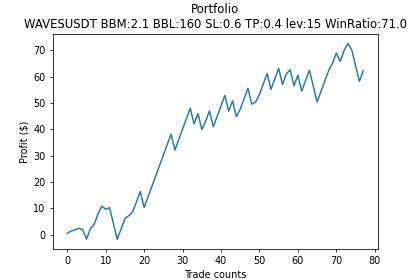 Portfolio
WAVESUSDT BBM:2.1 BBL:160 SL:0.6 TP:0.4 lev:15 WinRatio:71.0
70
60
50
40
30
20
10
0
Profit ($)
0 10 20 30 40 50 60 70 80
Trade counts